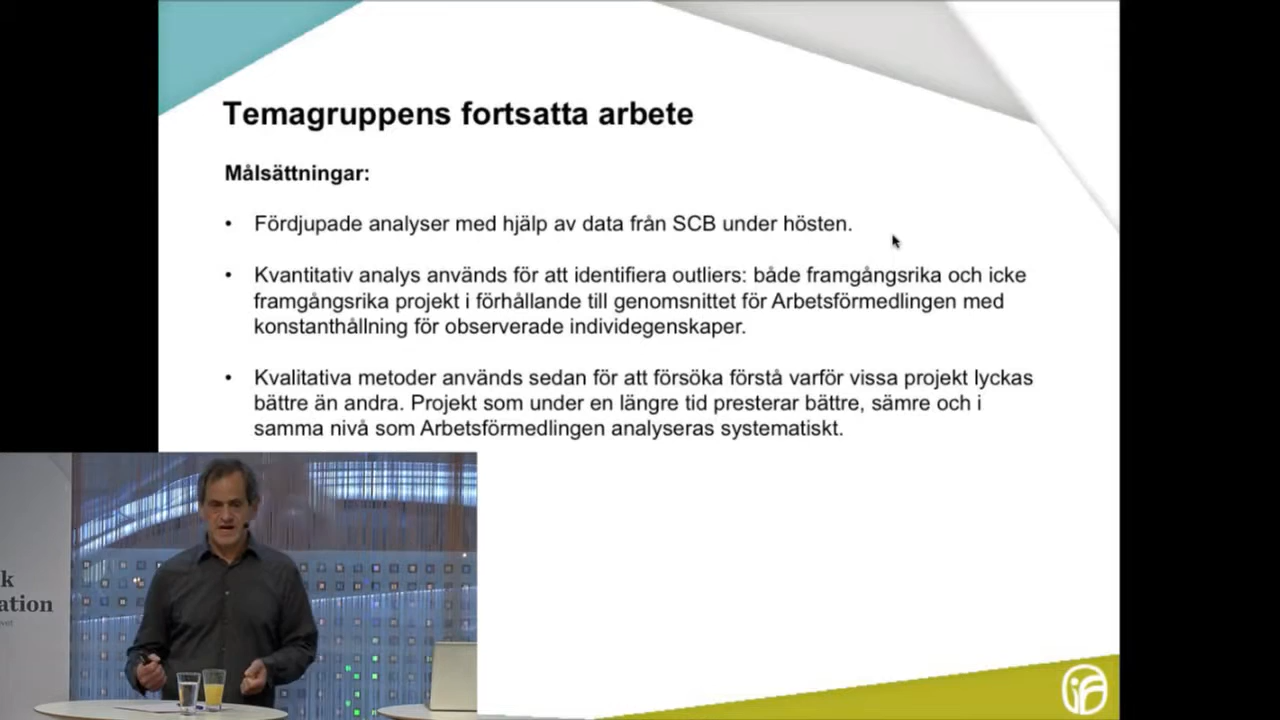 Temagruppens fortsatta arbete
Målsättningar:
• Fördjupade analyser med hjälp av data från SCB under hösten.
• Kvantitativ analys används för att identifiera outliers: både framgångsrika och icke
framgångsrika projekt i förhållande till genomsnittet för Arbetsförmedlingen med
konstanthållning för observerade individegenskaper.
• Kvalitativa metoder används sedan för att försöka förstå varför vissa projekt lyckas
bättre än andra. Projekt som under en längre tid presterar bättre, sämre och i
samma nivå som Arbetsförmedlingen analyseras systematiskt.
k
ation